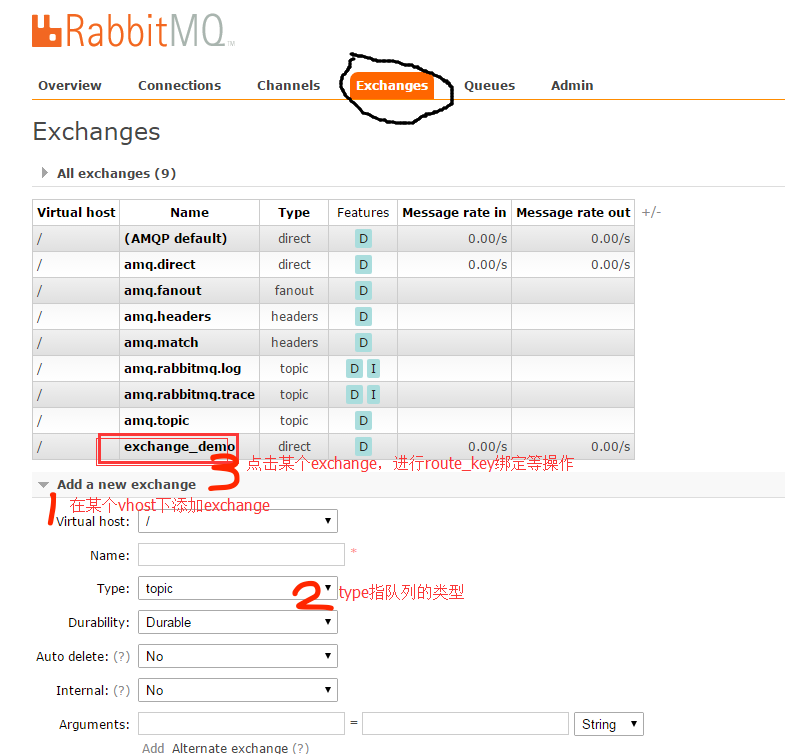 RabbitMQ™
Overview Connections Channels Exchanges Queues Admin
Exchanges
All exchanges (9)
Virtual host Name Type Features Message rate in Message rate out +/-
/ (AMQP default) direct D 0.00/s 0.00/s
/ amq.direct direct D 0.00/s 0.00/s
/ amq.fanout fanout D
/ amq.headers headers D
/ amq.match headers D
/ amq.rabbitmq.log topic D I
/ amq.rabbitmq.trace topic D I
/ amq.topic topic D
/ exchange_demo direct D 0.00/s 0.00/s
3 点击某个exchange，进行route_key绑定等操作
Add a new exchange
1 在某个vhost下添加exchange
Virtual host: /
Name: *
Type: topic
2 type指队列的类型
Durability: Durable
Auto delete: (?) No
Internal: (?) No
Arguments: = String
Add Alternate exchange (?)